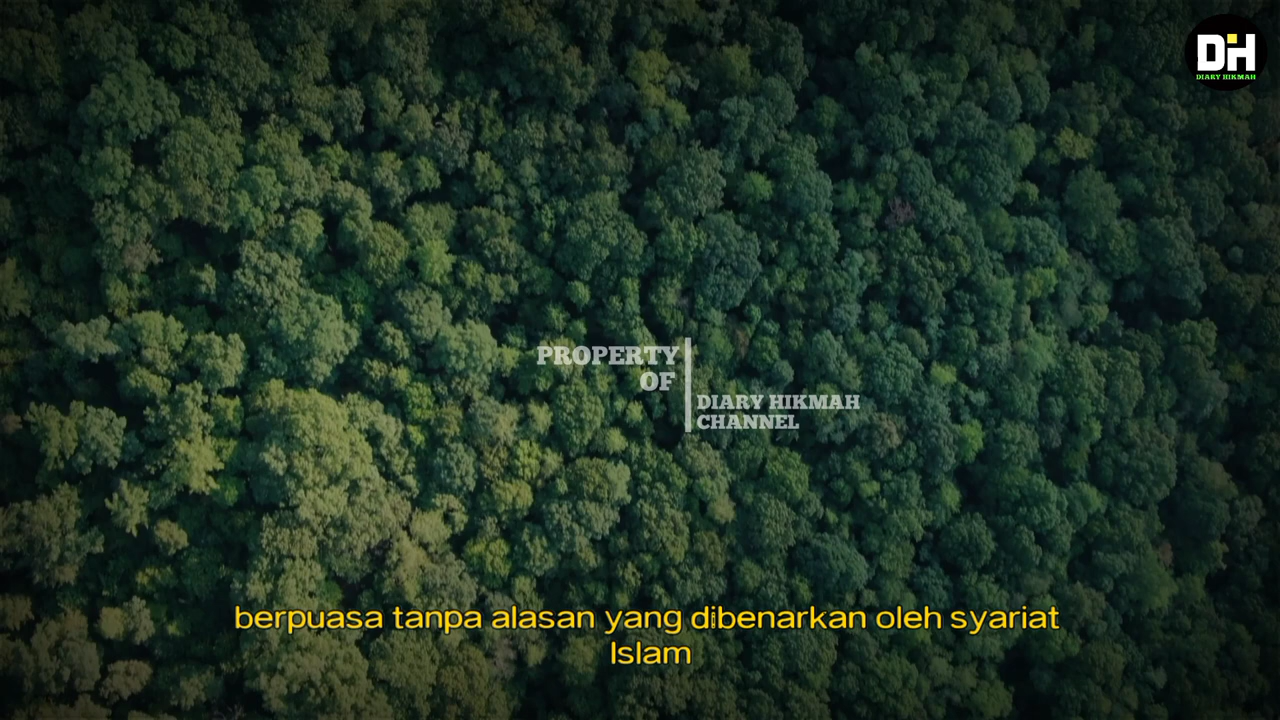 DH
DIARY HIKMAH
PROPERTY
OF
DIARY HIKMAH
CHANNEL
berpuasa tanpa alasan yang dibenarkan oleh syariat
Islam